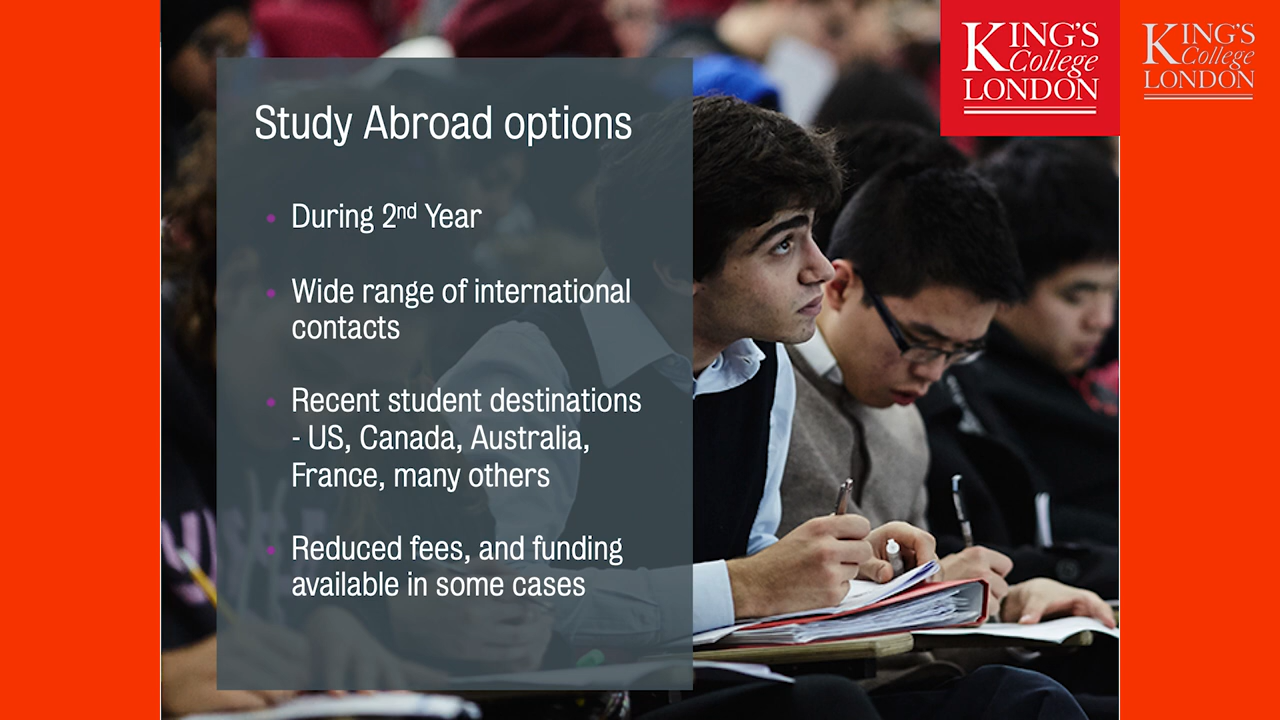 Study Abroad options
• During 2nd Year
• Wide range of international
contacts
• Recent student destinations
- US, Canada, Australia,
France, many others
• Reduced fees, and funding
available in some cases
KING'S
College
LONDON
KING'S
College
LONDON